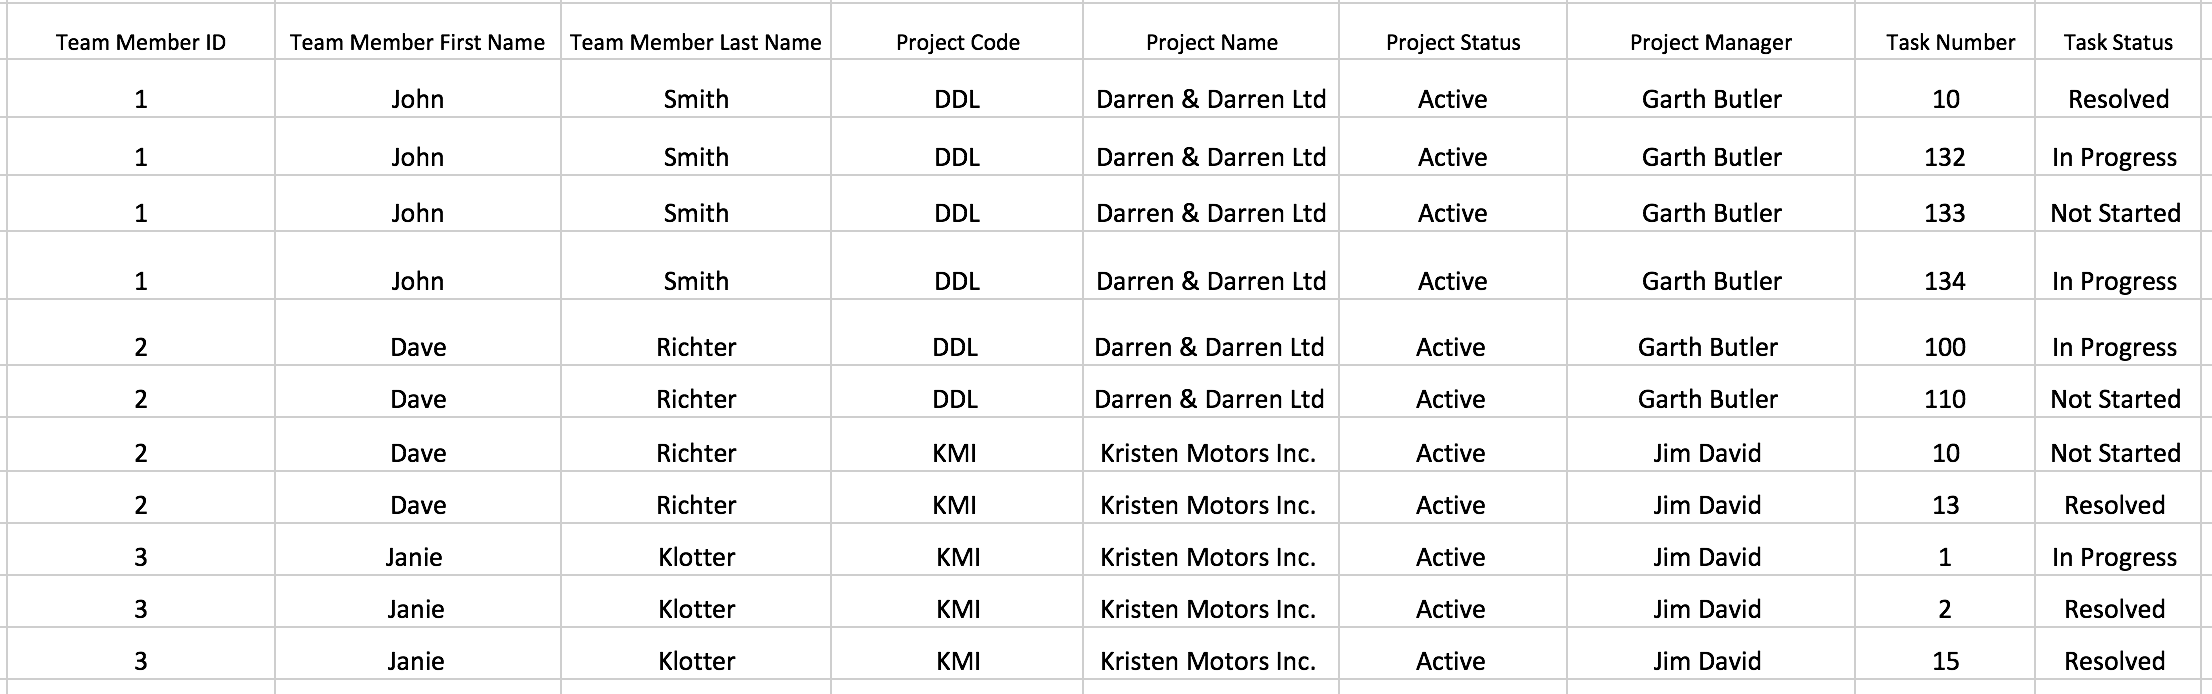 Team Member ID Team Member First Name Team Member Last Name Project Code Project Name Project Status Project Manager Task Number Task Status
1 John Smith DDL Darren & Darren Ltd Active Garth Butler 10 Resolved
1 John Smith DDL Darren & Darren Ltd Active Garth Butler 132 In Progress
1 John Smith DDL Darren & Darren Ltd Active Garth Butler 133 Not Started
1 John Smith DDL Darren & Darren Ltd Active Garth Butler 134 In Progress
2 Dave Richter DDL Darren & Darren Ltd Active Garth Butler 100 In Progress
2 Dave Richter DDL Darren & Darren Ltd Active Garth Butler 110 Not Started
2 Dave Richter KMI Kristen Motors Inc. Active Jim David 10 Not Started
2 Dave Richter KMI Kristen Motors Inc. Active Jim David 13 Resolved
3 Janie Klotter KMI Kristen Motors Inc. Active Jim David 1 In Progress
3 Janie Klotter KMI Kristen Motors Inc. Active Jim David 2 Resolved
3 Janie Klotter KMI Kristen Motors Inc. Active Jim David 15 Resolved